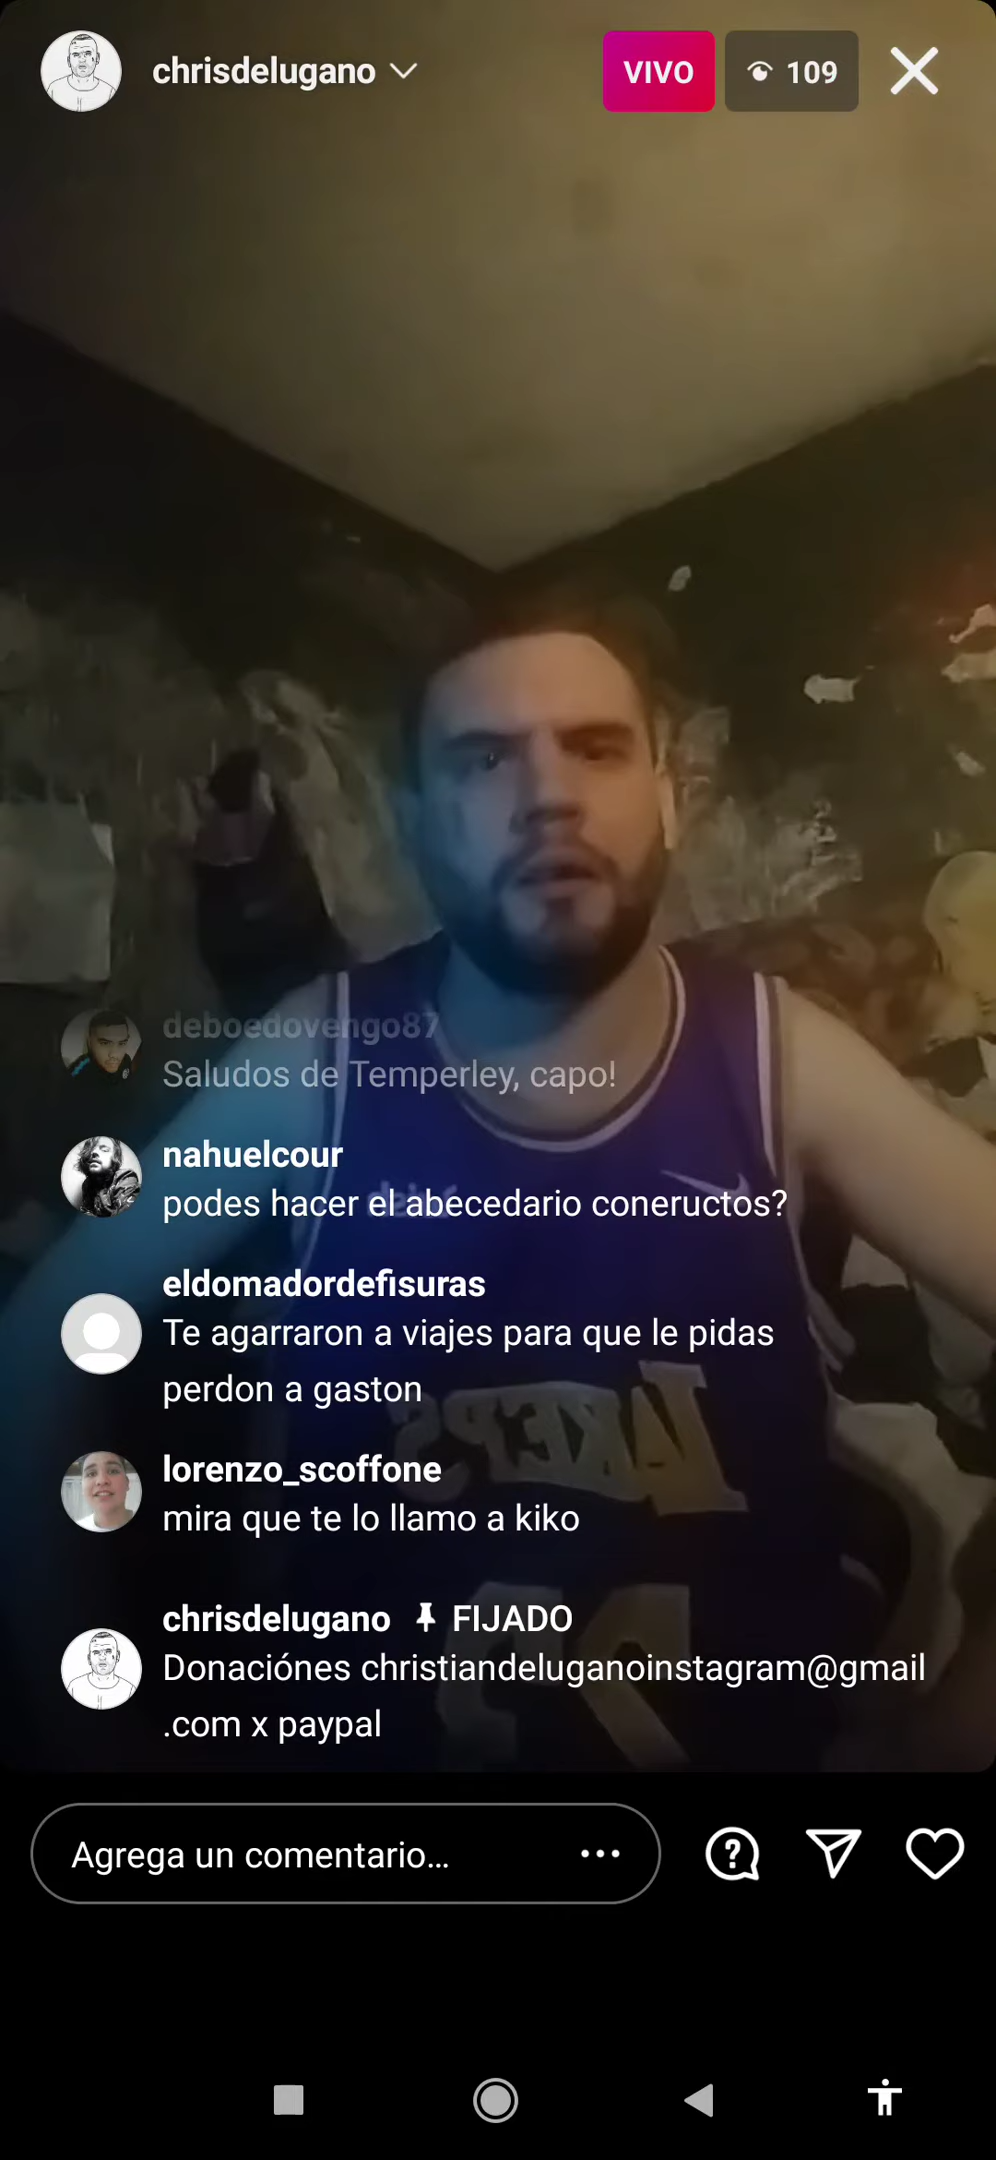 chrisdelugano
VIVO
109
deboedovengo87
Saludos de Temperley, capo!
nahuelcour
podes hacer el abecedario coneructos?
eldomadordefisuras
Te agarraron a viajes para que le pidas
perdon a gaston
LAKERS
lorenzo_scoffone
mira que te lo llamo a kiko
chrisdelugano FIJADO
Donaciónes christiandeluganoinstagram@gmail
.com x paypal
Agrega un comentario...